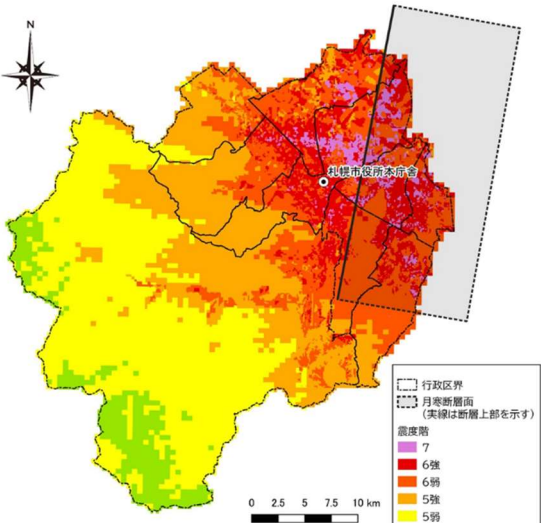 N
札幌市役所本庁舎
行政区界
月寒断層面
(実線は断層上部を示す)
震度階
7
6強
6弱
5強
5弱
0 2.5 5 7.5 10 km